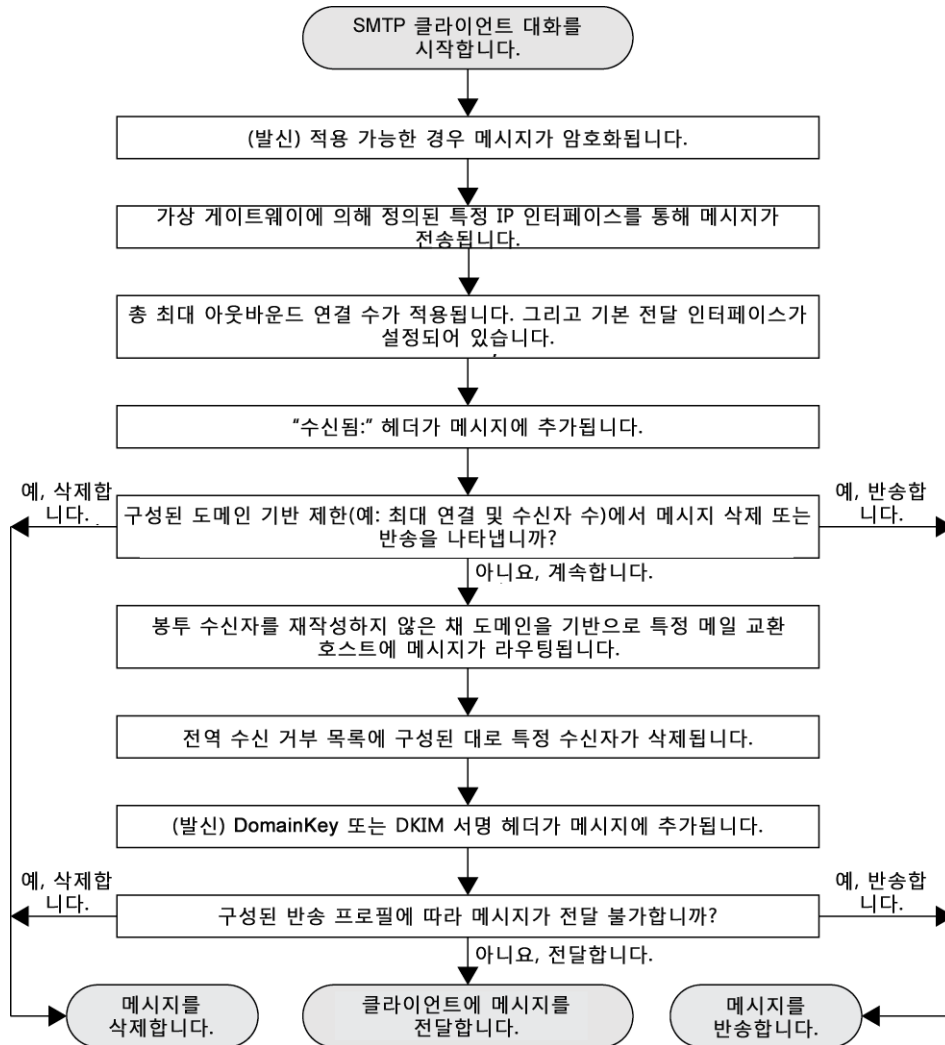 SMTP 클라이언트 대화를
시작합니다.
(발신) 적용 가능한 경우 메시지가 암호화됩니다.
가상 게이트웨이에 의해 정의된 특정 IP 인터페이스를 통해 메시지가
전송됩니다.
총 최대 아웃바운드 연결 수가 적용됩니다. 그리고 기본 전달 인터페이스가
설정되어 있습니다.
"수신됨:" 헤더가 메시지에 추가됩니다.
예, 삭제합
니다.
예, 반송합
니다.
구성된 도메인 기반 제한(예: 최대 연결 및 수신자 수)에서 메시지 삭제 또는
반송을 나타냅니까?
아니요, 계속합니다.
봉투 수신자를 재작성하지 않은 채 도메인을 기반으로 특정 메일 교환
호스트에 메시지가 라우팅됩니다.
전역 수신 거부 목록에 구성된 대로 특정 수신자가 삭제됩니다.
(발신) DomainKey 또는 DKIM 서명 헤더가 메시지에 추가됩니다.
예, 삭제합
니다.
예, 반송합
니다.
구성된 반송 프로필에 따라 메시지가 전달 불가합니까?
아니요, 전달합니다.
메시지를
삭제합니다.
클라이언트에 메시지를
전달합니다.
메시지를
반송합니다.